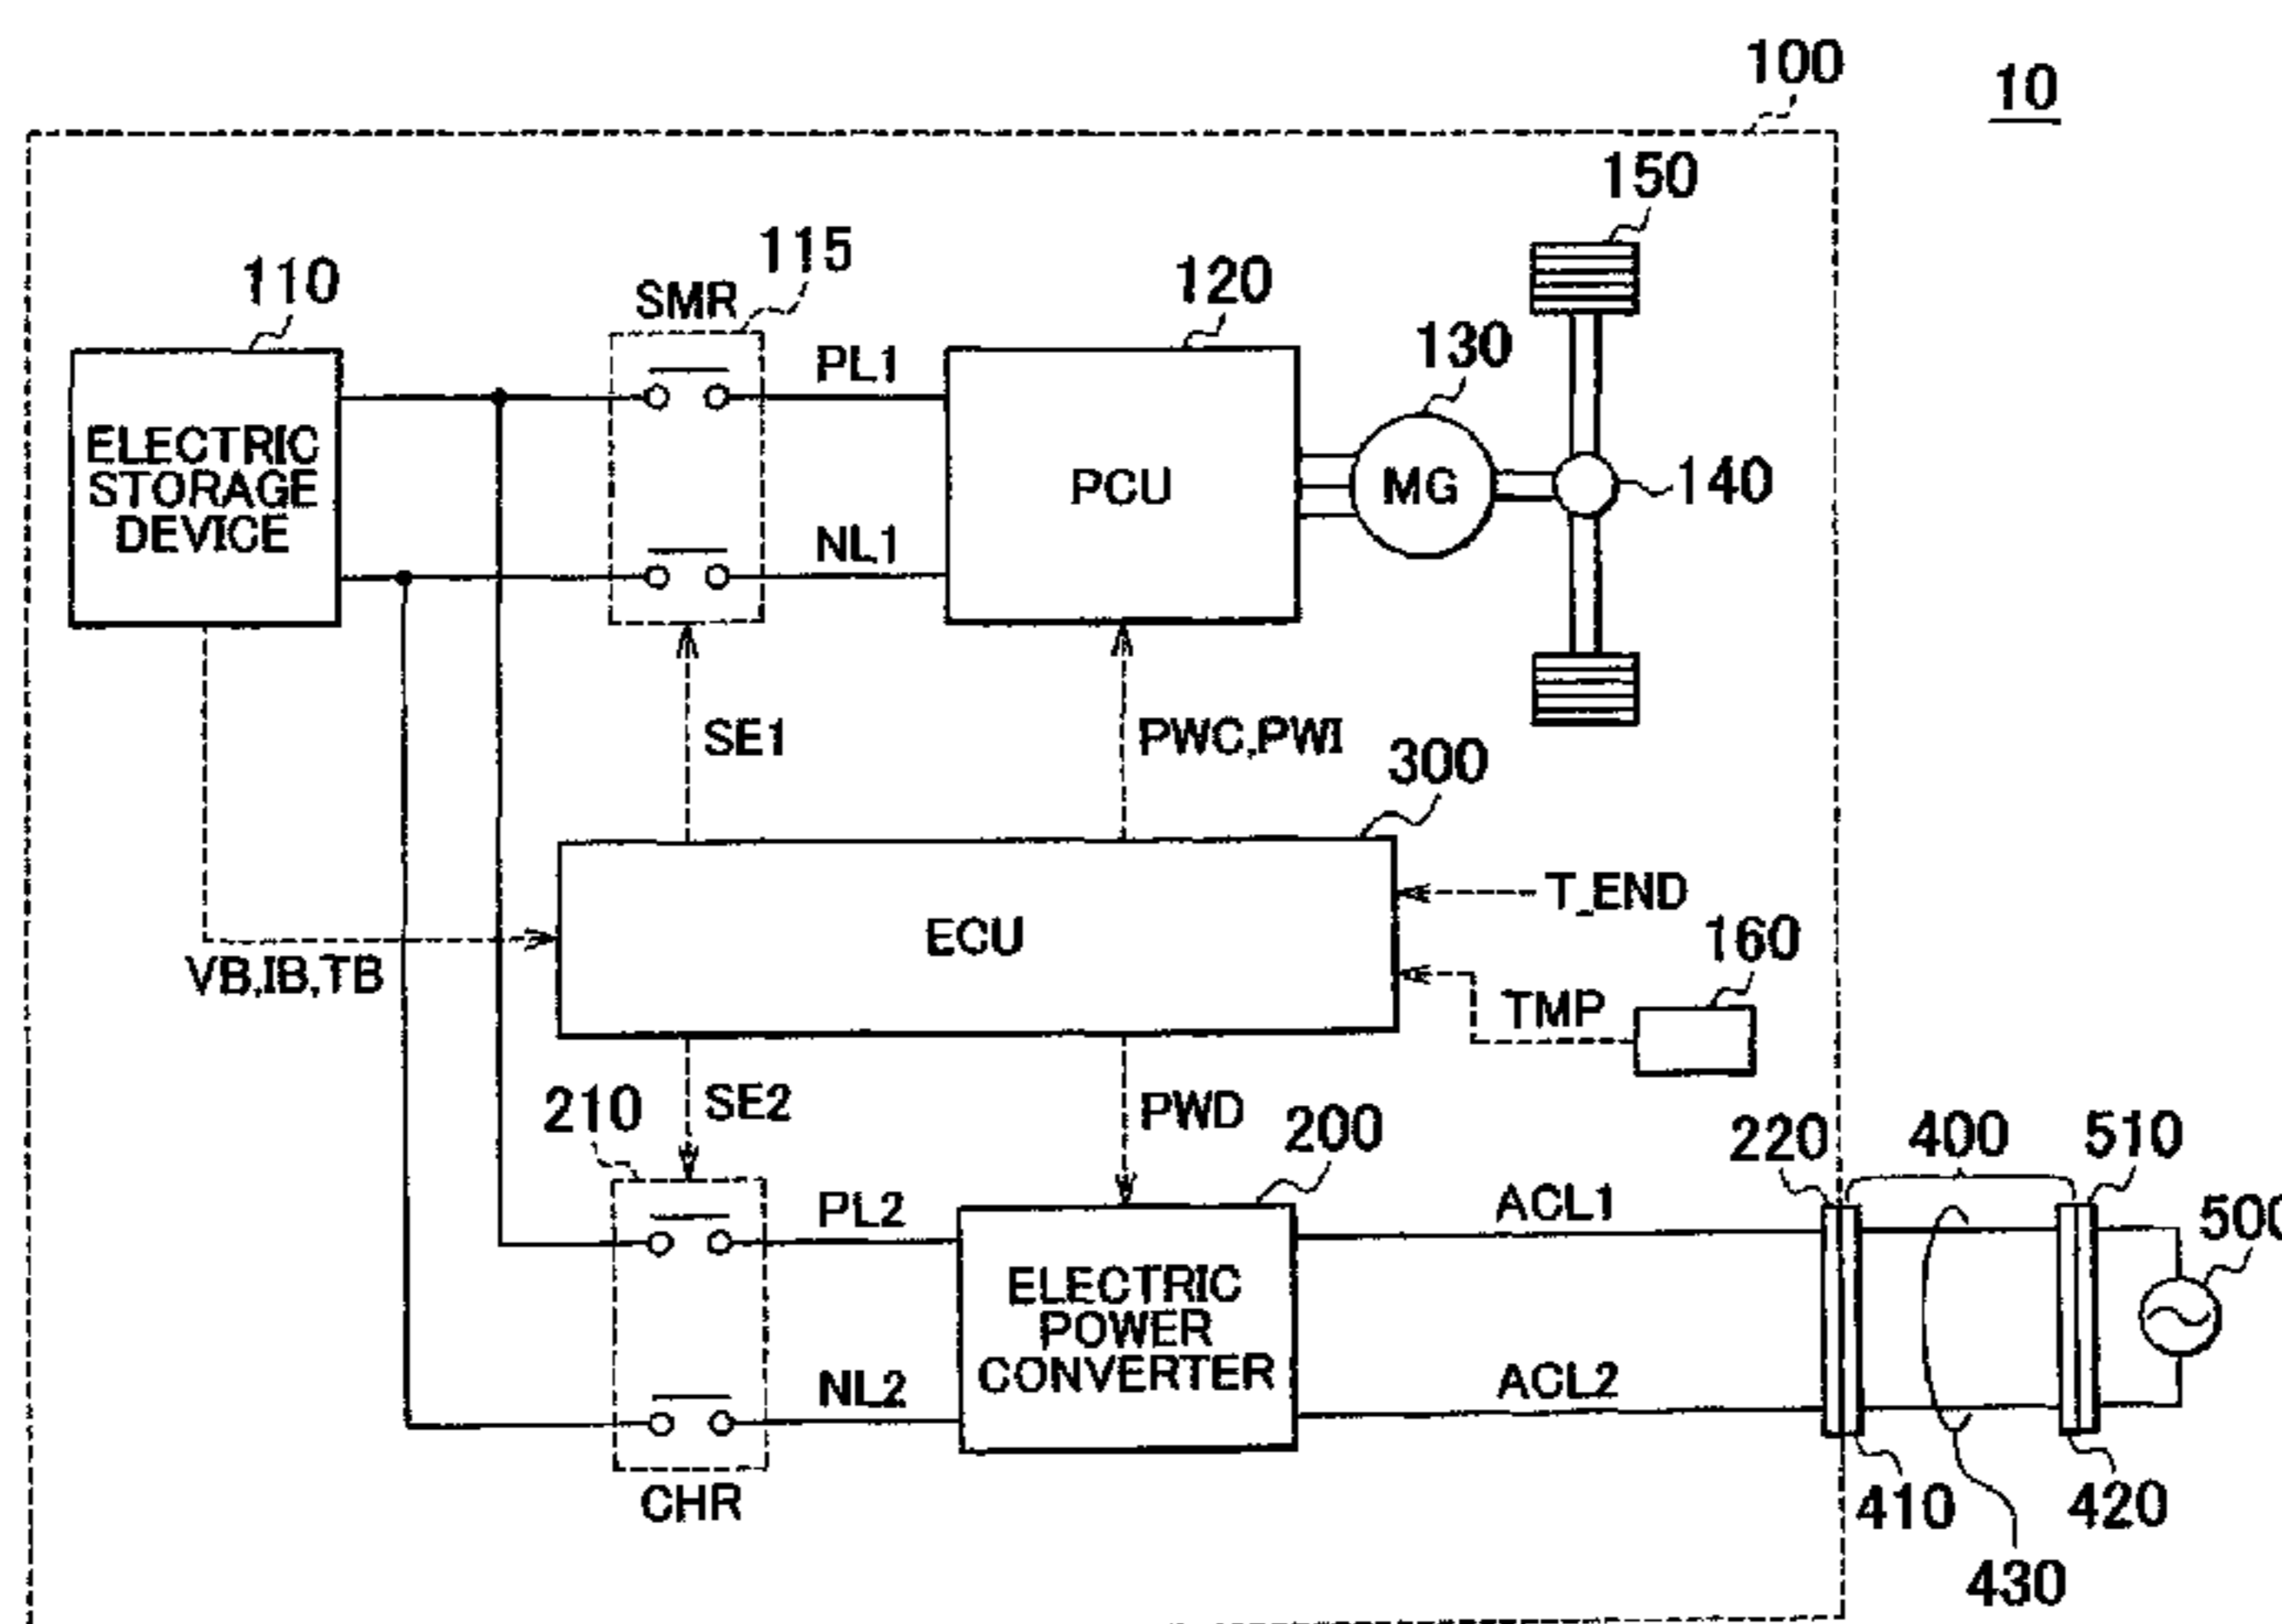 100
10
150
115
110
SMR
120
PL1
130
ELECTRIC
STORAGE
DEVICE
PCU
MG
140
NL1
SE1
PWC,PWI
300
T_END
ECU
160
VB,IB,TB
TMP
210
SE2
PWD
200
220
400
510
PL2
ACL1
500
ELECTRIC
POWER
CONVERTER
NL2
ACL2
CHR
410
420
430